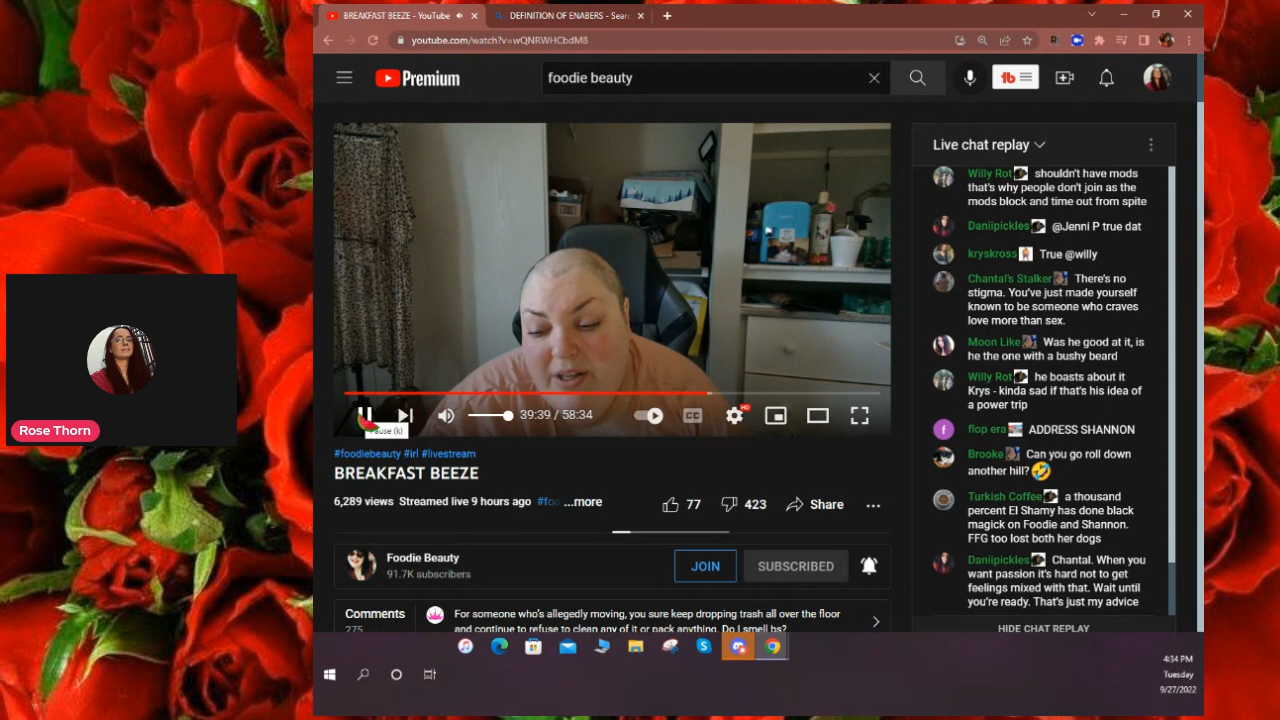 BREAKFAST BEEZE - YouTube
DEFINITION OF ENABERS - Sear
youtube.com/watch?v=wQNRWHCbdM8
Premium
foodie beauty
Live chat replay
Willy Rot shouldn't have mods
that's why people don't join as the
mods block and time out from spite
Daniipickles @Jenni P true dat
kryskross True @willy
Chantal's Stalker There's no
stigma. You've just made yourself
known to be someone who craves
love more than sex.
Moon Like Was he good at it, is
he the one with a bushy beard
Willy Rot he boasts about it
Krys - kinda sad if that's his idea of
a power trip
flop era ADDRESS SHANNON
Brooke Can you go roll down
another hill?🤣
Turkish Coffee a thousand
percent El Shamy has done black
magick on Foodie and Shannon.
FFG too lost both her dogs
Daniipickles Chantal. When you
want passion it's hard not to get
feelings mixed with that. Wait until
you're ready. That's just my advice
HIDE CHAT REPLAY
39:39 / 58:34
CC
HD
(k)
#foodiebeauty #irl #livestream
BREAKFAST BEEZE
6,289 views Streamed live 9 hours ago #foo ...more
77
423
Share
Foodie Beauty
91.7K subscribers
JOIN
SUBSCRIBED
Comments
275
For someone who's allegedly moving, you sure keep dropping trash all over the floor
and continue to refuse to clean any of it or pack anything. Do I smell bs?
Rose Thorn
4:34 PM
Tuesday
9/27/2022